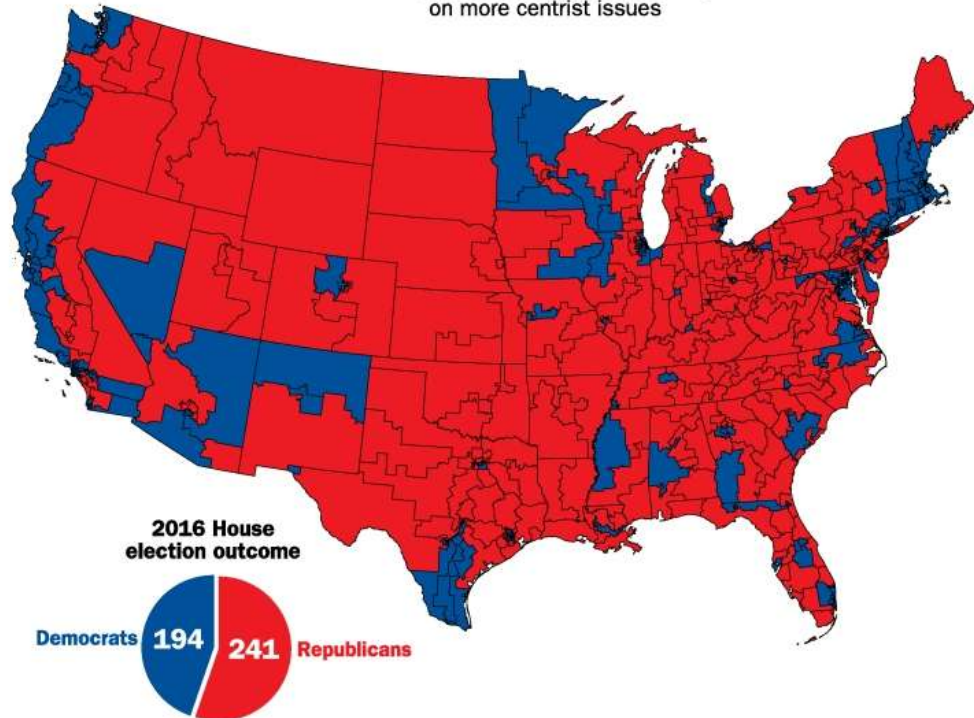 on more centrist issues
2016 House
election outcome
Democrats
194
241
Republicans